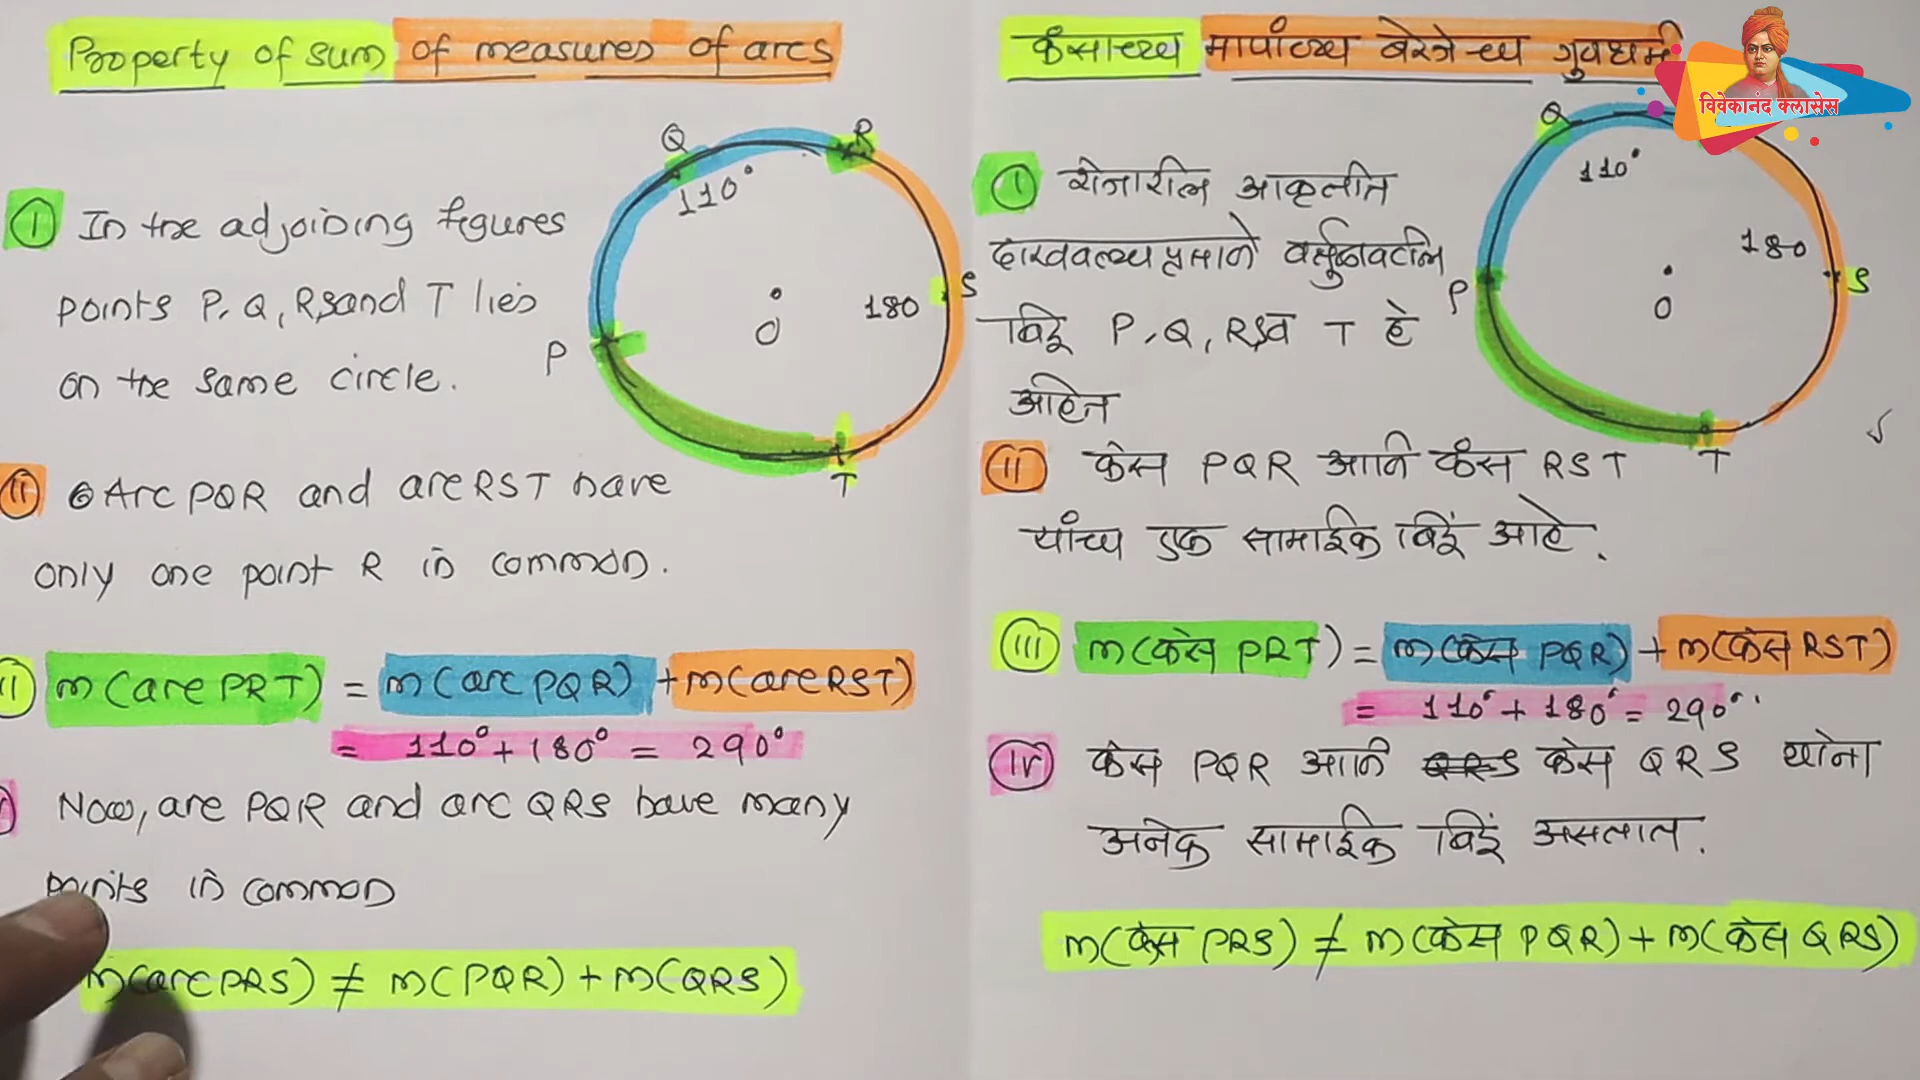 Property of sum of measures of arcs
Q
R
110°
S
180
O
P
T
I In the adjoining figures
points P, Q, R,S and T lies
on the same circle.
II Arc PQR and arc RST have
only one point R in common.
m(arc PRT) = m(arc PQR) + m(arc RST)
= 110° + 180° = 290°
Now, arc PQR and arc QRS have many
points in common
m(arc PRS) ≠ m(PQR) + m(QRS)
कंसाच्या मापांच्या बेरजेच्या गुणधर्म
विवेकानंद क्लासेस
Q
110°
180
S
P
O
T
I शेजारील आकृतीत
दाखवल्याप्रमाणे वर्तुळावटील
बिंदू P, Q, R,S व T हे
आहेत
II कंस PQR आणि कंस RST
यांच्य एक सामाईक बिंदू आहे.
III m(कंस PRT) = m(कंस PQR) + m(कंस RST)
= 110° + 180° = 290°
IV कंस PQR आणि कंस QRS यांना
अनेक सामाईक बिंदू असतात.
m(कंस PRS) ≠ m(कंस PQR) + m(कंस QRS)